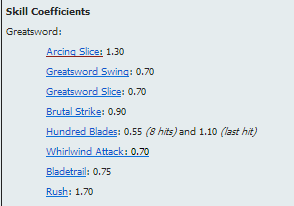 Skill Coefficients
Greatsword:
Arcing Slice: 1.30
Greatsword Swing: 0.70
Greatsword Slice: 0.70
Brutal Strike: 0.90
Hundred Blades: 0.55 (8 hits) and 1.10 (last hit)
Whirlwind Attack: 0.70
Bladetrail: 0.75
Rush: 1.70